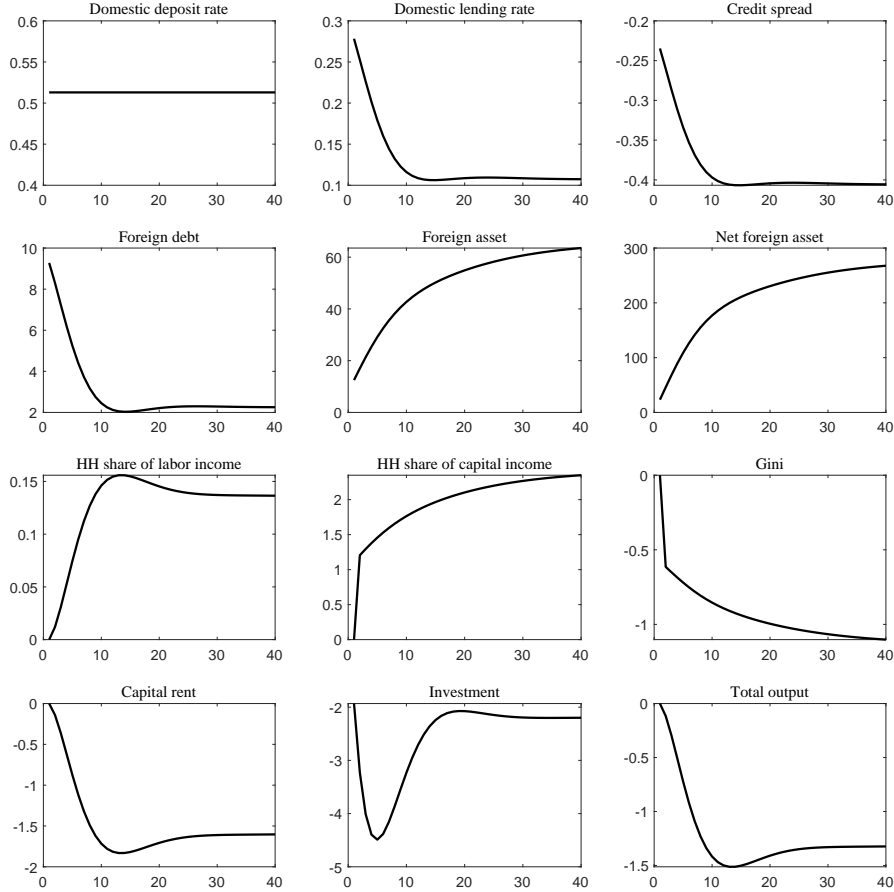 Domestic deposit rate
0.6
0.55
0.5
0.45
0.4
0 10 20 30 40
Domestic lending rate
0.3
0.25
0.2
0.15
0.1
0 10 20 30 40
Credit spread
-0.2
-0.25
-0.3
-0.35
-0.4
0 10 20 30 40
Foreign debt
10
8
6
4
2
0 10 20 30 40
Foreign asset
60
40
20
0
0 10 20 30 40
Net foreign asset
300
200
100
0
0 10 20 30 40
HH share of labor income
0.15
0.1
0.05
0
0 10 20 30 40
HH share of capital income
2
1.5
1
0.5
0
0 10 20 30 40
Gini
0
-0.5
-1
0 10 20 30 40
Capital rent
0
-0.5
-1
-1.5
-2
0 10 20 30 40
Investment
-2
-3
-4
-5
0 10 20 30 40
Total output
0
-0.5
-1
-1.5
0 10 20 30 40